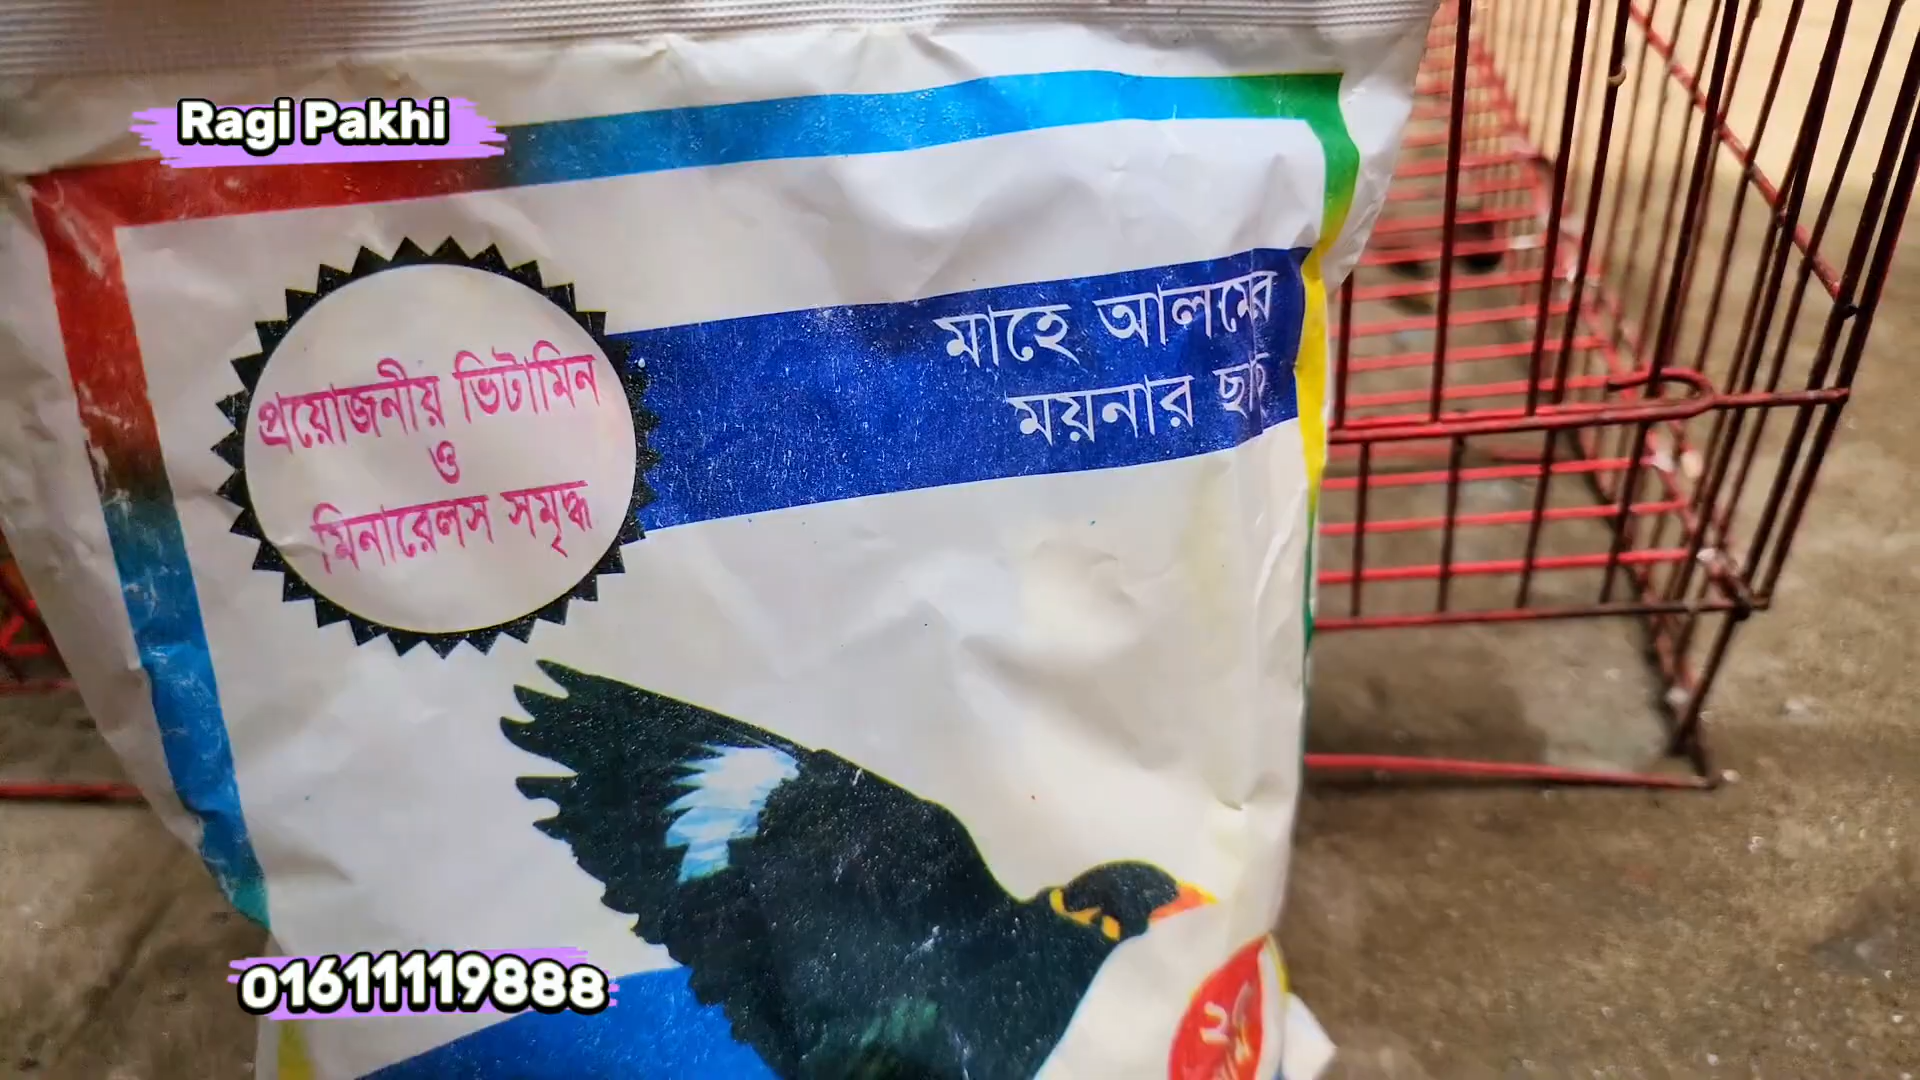 Ragi Pakhi
মাহে আলমের
ময়নার ছাতু
প্রয়োজনীয় ভিটামিন
ও
মিনারেলস সমৃদ্ধ
01611119888